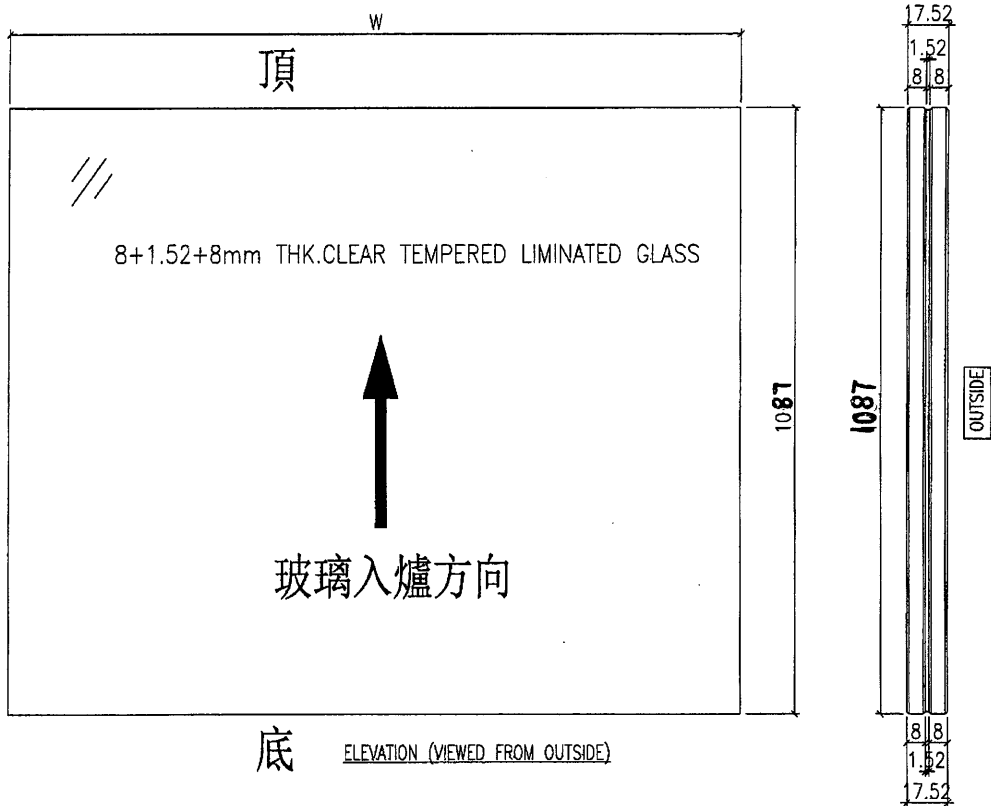 W
頂
8+1.52+8mm THK.CLEAR TEMPERED LIMINATED GLASS
玻璃入爐方向
底
ELEVATION (VIEWED FROM OUTSIDE)
1087
17.52
1.52
8 8
1087
OUTSIDE
8 8
1.52
17.52